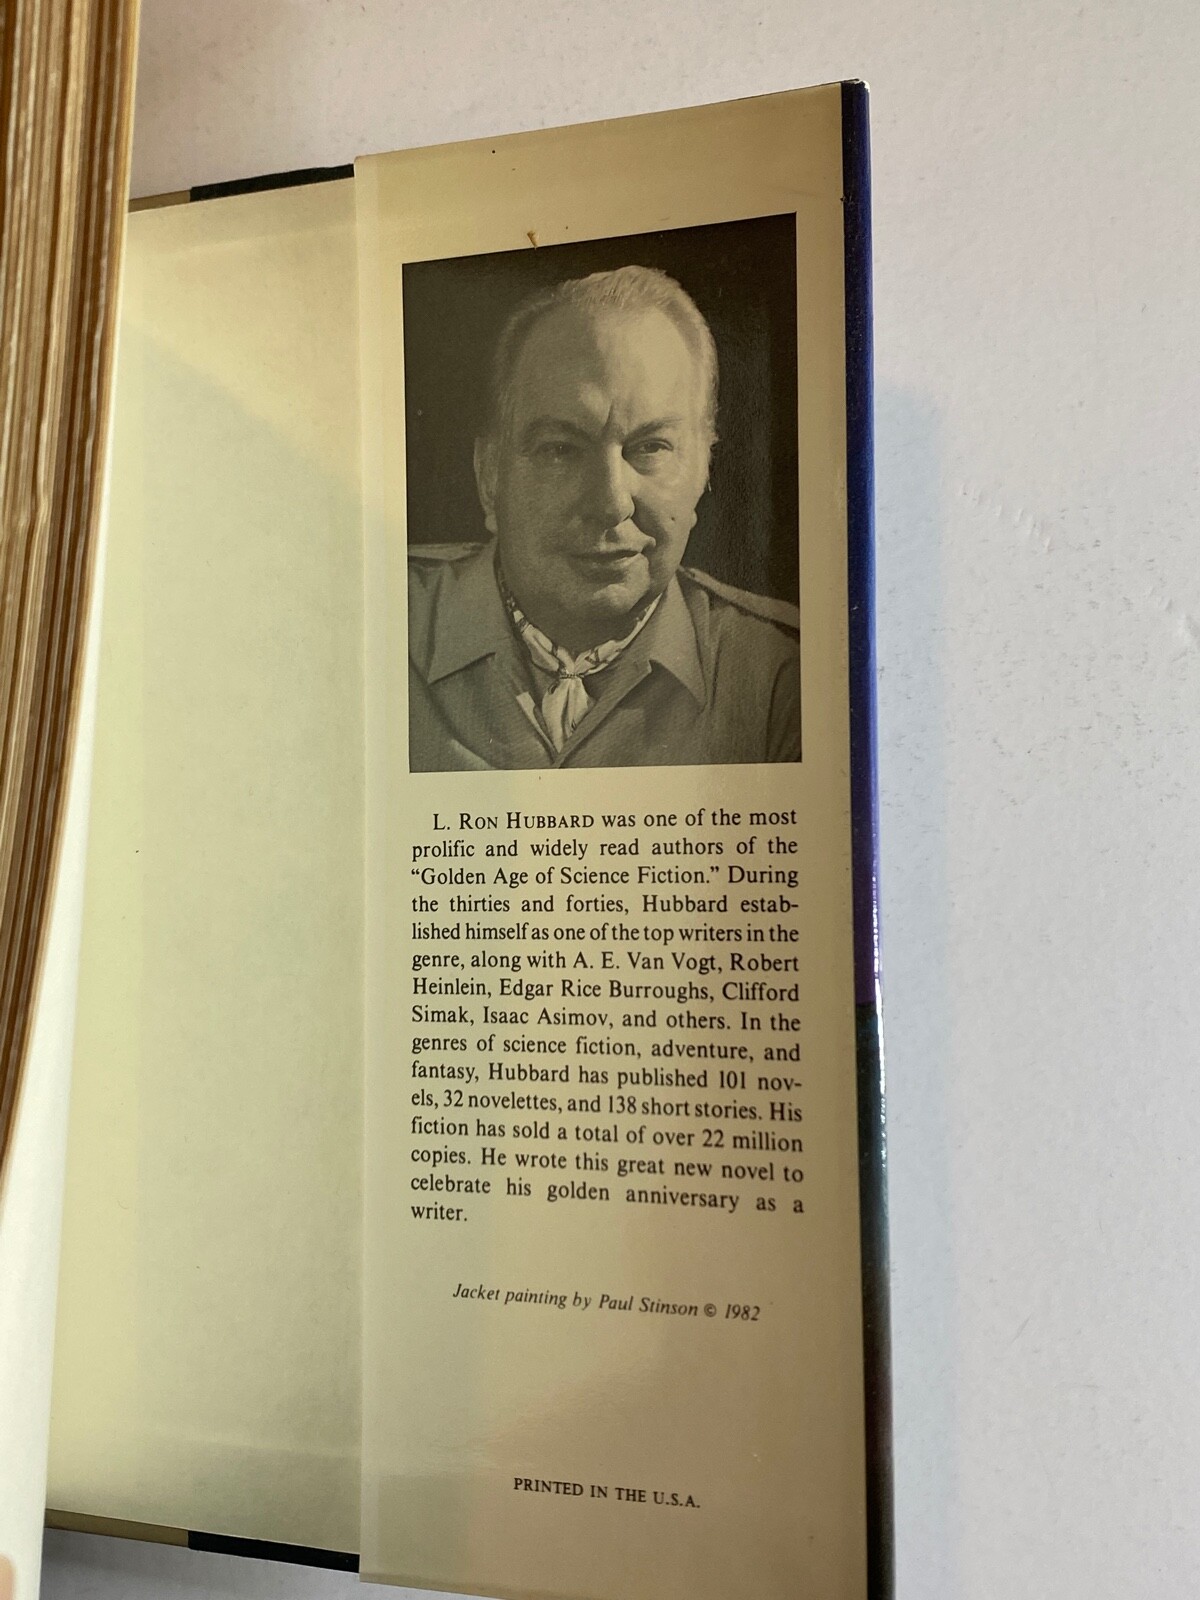 L. RON HUBBARD was one of the most
prolific and widely read authors of the
“Golden Age of Science Fiction.” During
the thirties and forties, Hubbard estab-
lished himself as one of the top writers in the
genre, along with A. E. Van Vogt, Robert
Heinlein, Edgar Rice Burroughs, Clifford
Simak, Isaac Asimov, and others. In the
genres of science fiction, adventure, and
fantasy, Hubbard has published 101 nov-
els, 32 novelettes, and 138 short stories. His
fiction has sold a total of over 22 million
copies. He wrote this great new novel to
celebrate his golden anniversary as a
writer.
Jacket painting by Paul Stinson © 1982
PRINTED IN THE U.S.A.